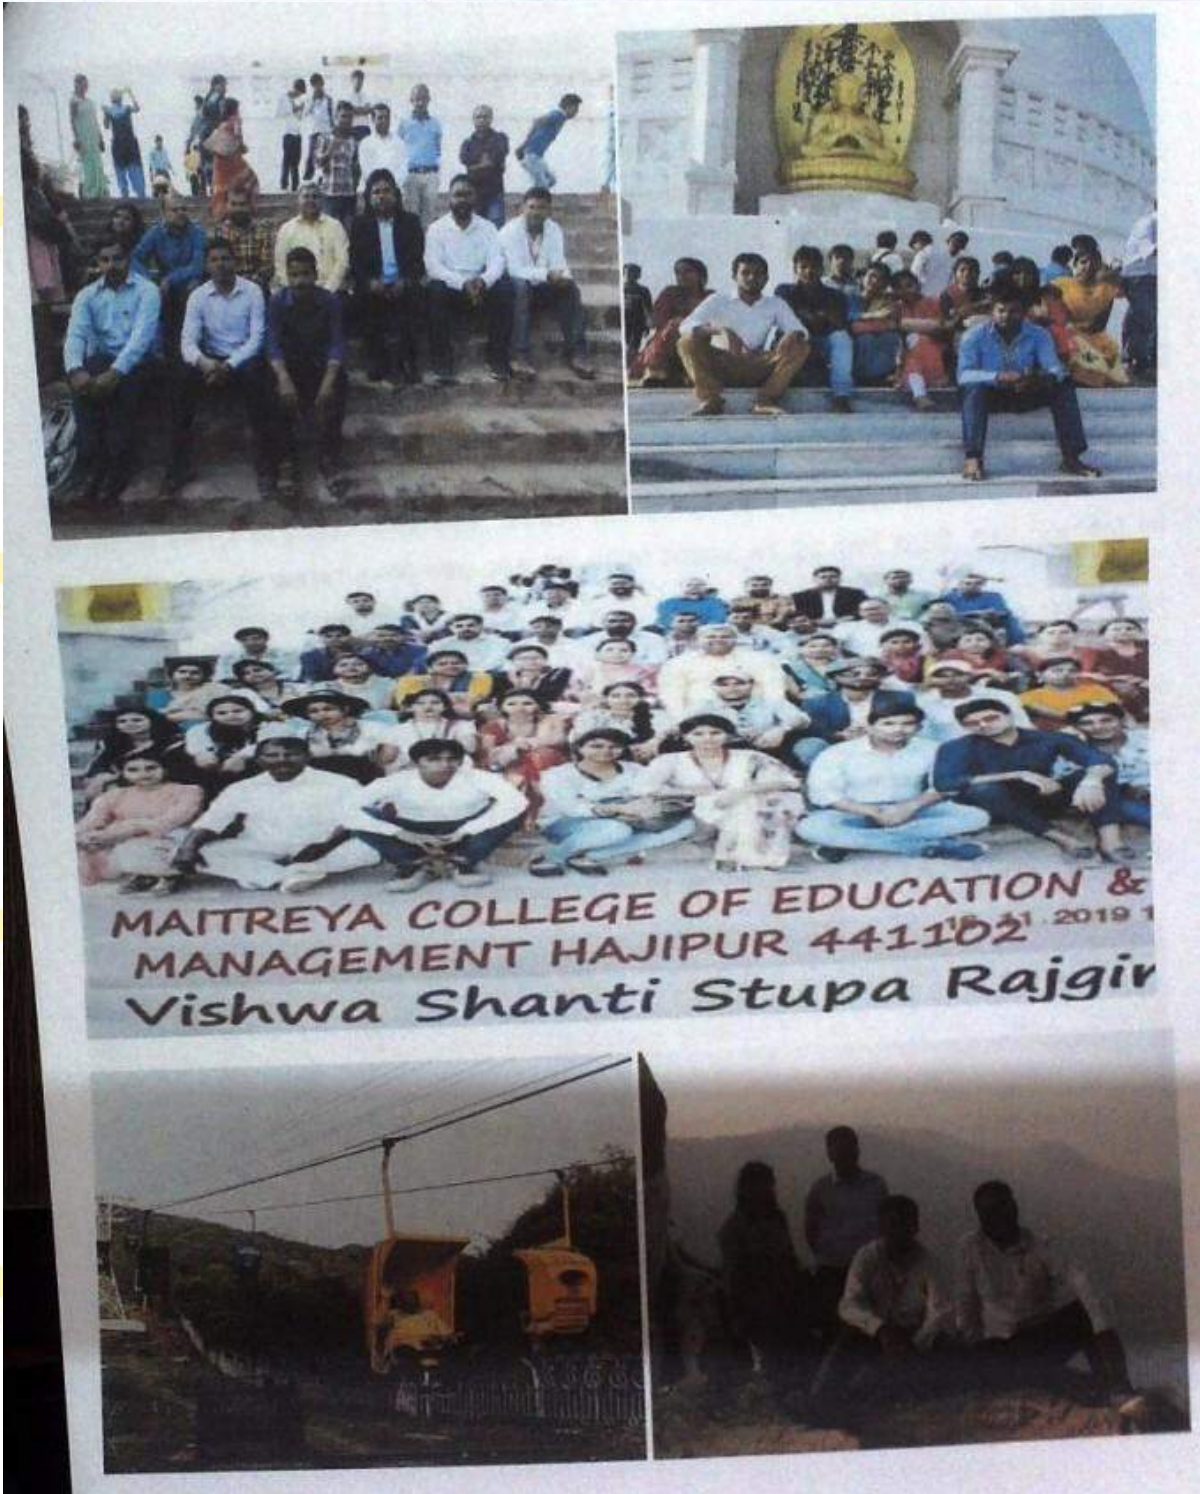 MAITREYA COLLEGE OF EDUCATION &
MANAGEMENT HAJIPUR 441102
Vishwa Shanti Stupa Rajgir